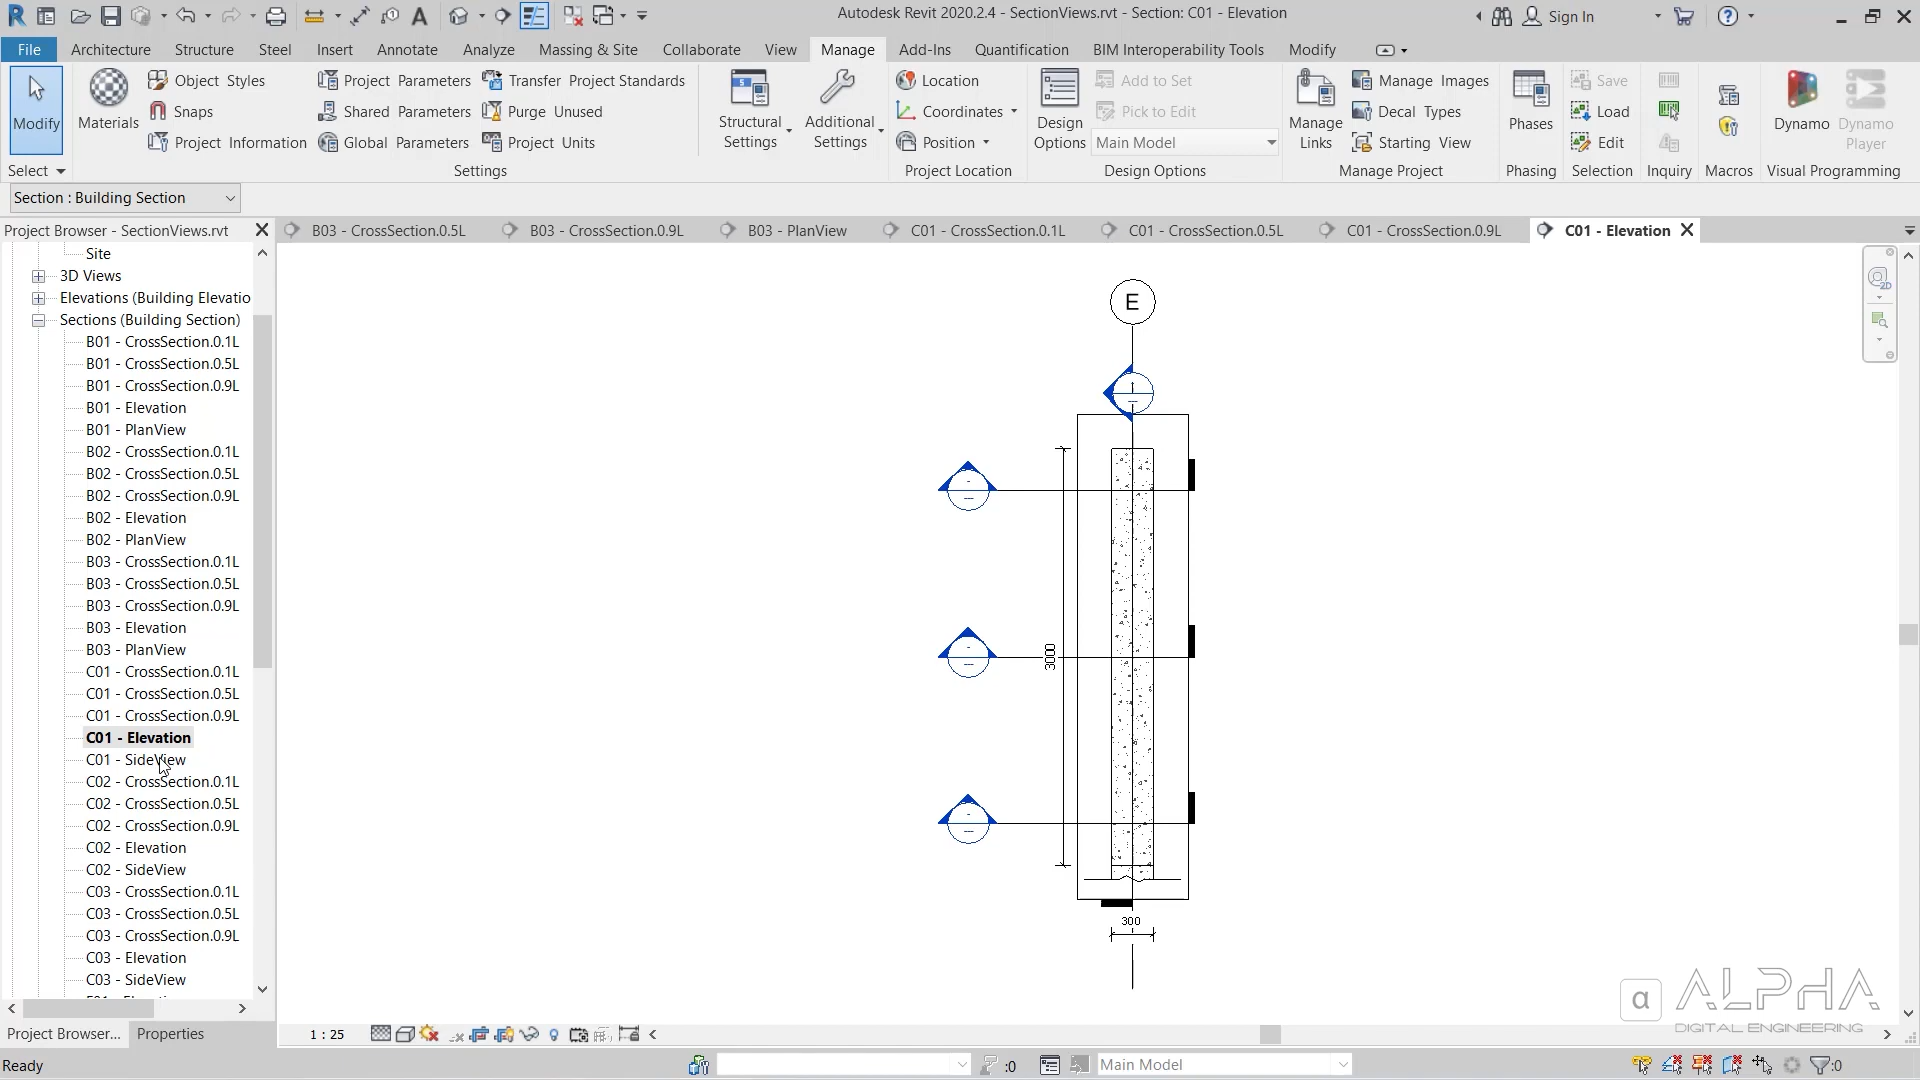 Autodesk Revit 2020.2.4 - SectionViews.rvt - Section: C01 - Elevation
Sign In
File
Architecture
Structure
Steel
Insert
Annotate
Analyze
Massing & Site
Collaborate
View
Manage
Add-Ins
Quantification
BIM Interoperability Tools
Modify
Modify
Select
Materials
Object Styles
Snaps
Project Information
Project Parameters
Shared Parameters
Global Parameters
Transfer Project Standards
Purge Unused
Project Units
Settings
Structural Settings
Additional Settings
Location
Coordinates
Position
Project Location
Design Options
Add to Set
Pick to Edit
Main Model
Design Options
Manage Links
Manage Images
Decal Types
Starting View
Manage Project
Phases
Phasing
Save
Load
Edit
Selection
Inquiry
Macros
Dynamo
Dynamo Player
Visual Programming
Section : Building Section
Project Browser - SectionViews.rvt
B03 - CrossSection.0.5L
B03 - CrossSection.0.9L
B03 - PlanView
C01 - CrossSection.0.1L
C01 - CrossSection.0.5L
C01 - CrossSection.0.9L
C01 - Elevation
Site
3D Views
Elevations (Building Elevatio
Sections (Building Section)
B01 - CrossSection.0.1L
B01 - CrossSection.0.5L
B01 - CrossSection.0.9L
B01 - Elevation
B01 - PlanView
B02 - CrossSection.0.1L
B02 - CrossSection.0.5L
B02 - CrossSection.0.9L
B02 - Elevation
B02 - PlanView
B03 - CrossSection.0.1L
B03 - CrossSection.0.5L
B03 - CrossSection.0.9L
B03 - Elevation
B03 - PlanView
C01 - CrossSection.0.1L
C01 - CrossSection.0.5L
C01 - CrossSection.0.9L
C01 - Elevation
C01 - SideView
C02 - CrossSection.0.1L
C02 - CrossSection.0.5L
C02 - CrossSection.0.9L
C02 - Elevation
C02 - SideView
C03 - CrossSection.0.1L
C03 - CrossSection.0.5L
C03 - CrossSection.0.9L
C03 - Elevation
C03 - SideView
E
3000
300
2D
α
ALPHA
DIGITAL ENGINEERING
Project Browser...
Properties
1 : 25
Ready
:0
Main Model
:0